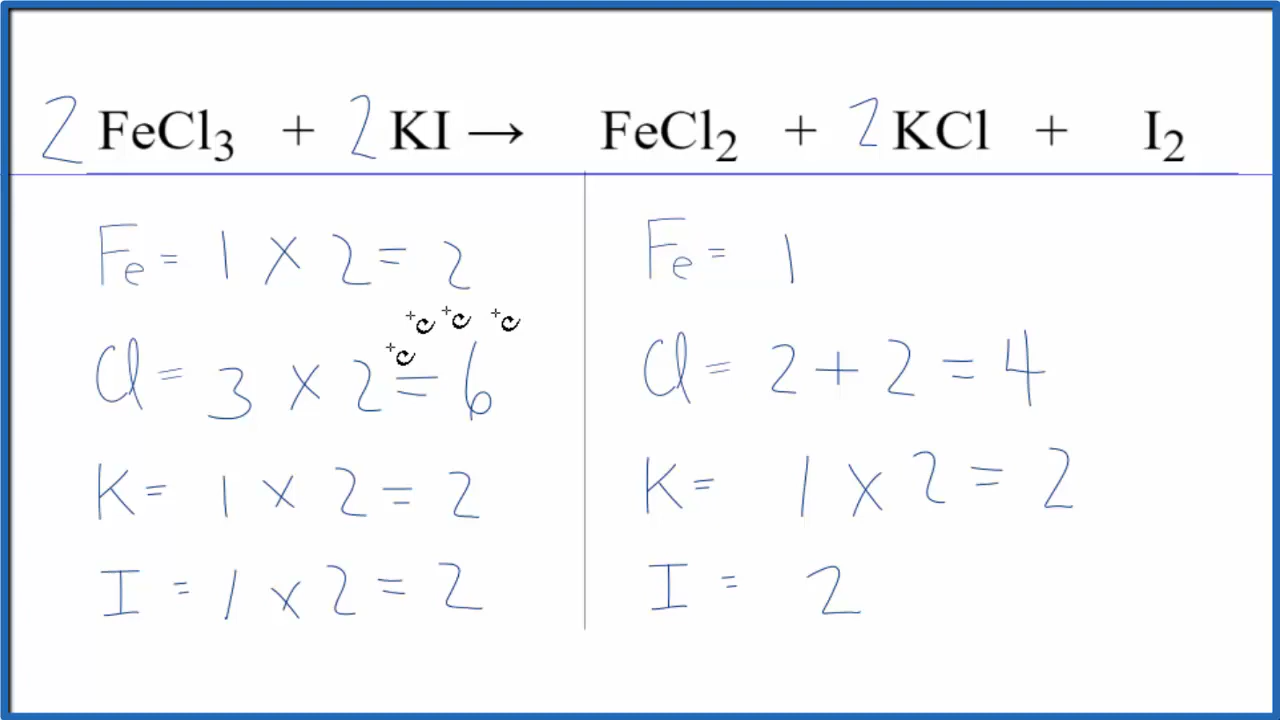 2 FeCl₃ + 2 KI → FeCl₂ + 2 KCl + I₂
Fe = 1 x 2 = 2
Cl = 3 x 2 = 6
K = 1 x 2 = 2
I = 1 x 2 = 2
Fe = 1
Cl = 2 + 2 = 4
K = 1 x 2 = 2
I = 2